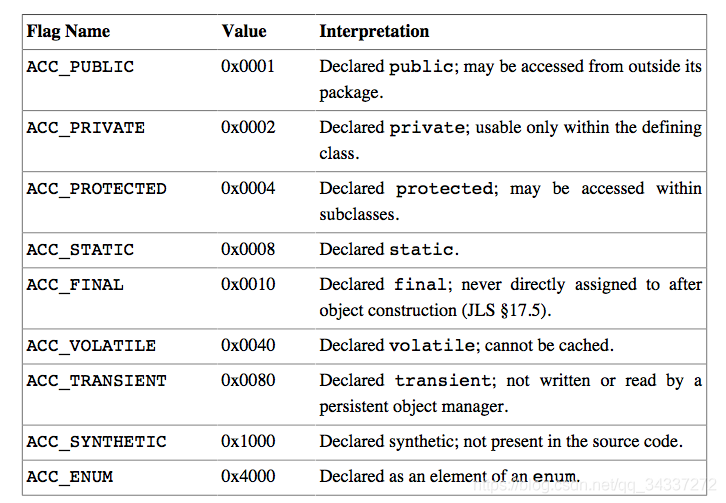 Flag Name Value Interpretation
ACC_PUBLIC 0x0001 Declared public; may be accessed from outside its
package.
ACC_PRIVATE 0x0002 Declared private; usable only within the defining
class.
ACC_PROTECTED 0x0004 Declared protected; may be accessed within
subclasses.
ACC_STATIC 0x0008 Declared static.
ACC_FINAL 0x0010 Declared final; never directly assigned to after
object construction (JLS §17.5).
ACC_VOLATILE 0x0040 Declared volatile; cannot be cached.
ACC_TRANSIENT 0x0080 Declared transient; not written or read by a
persistent object manager.
ACC_SYNTHETIC 0x1000 Declared synthetic; not present in the source code.
ACC_ENUM 0x4000 Declared as an element of an enum.
https://blog.csdn.net/qq_34337272